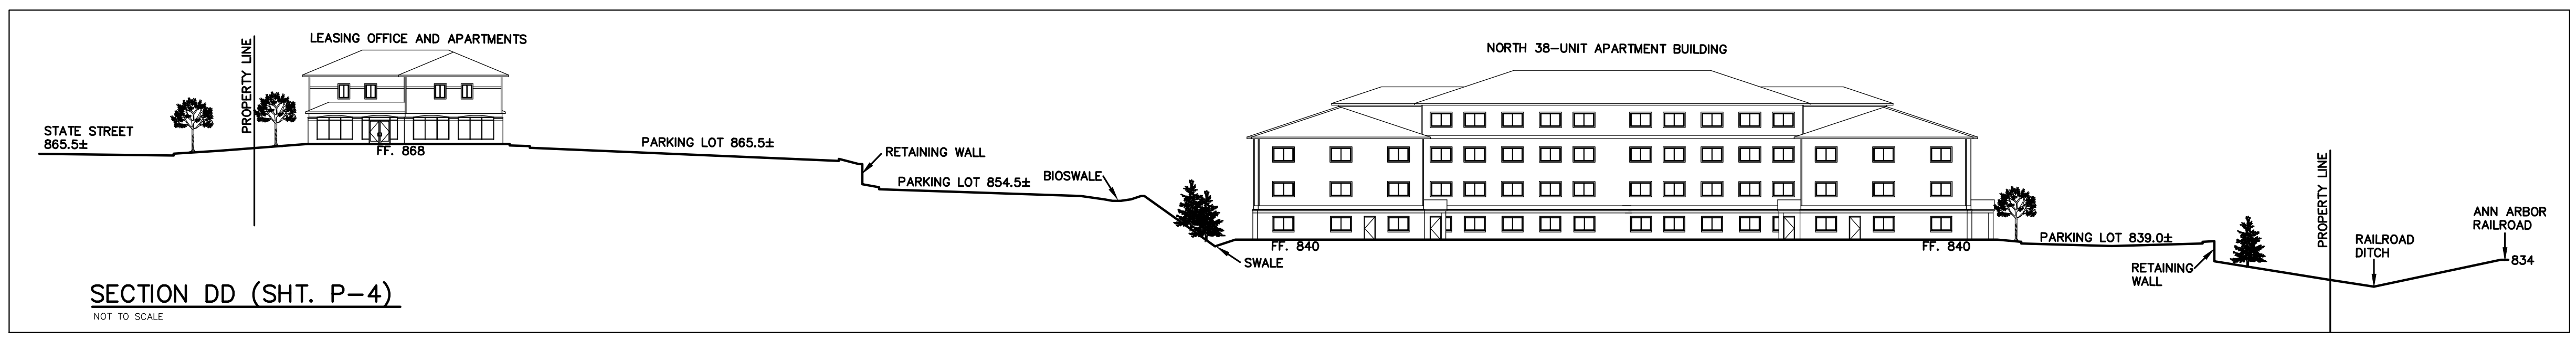 LEASING OFFICE AND APARTMENTS
PROPERTY LINE
STATE STREET
865.5±
FF. 868
PARKING LOT 865.5±
RETAINING WALL
PARKING LOT 854.5±
BIOSWALE
SWALE
NORTH 38-UNIT APARTMENT BUILDING
FF. 840
FF. 840
PARKING LOT 839.0±
RETAINING
WALL
PROPERTY LINE
RAILROAD
DITCH
ANN ARBOR
RAILROAD
834
SECTION DD (SHT. P-4)
NOT TO SCALE